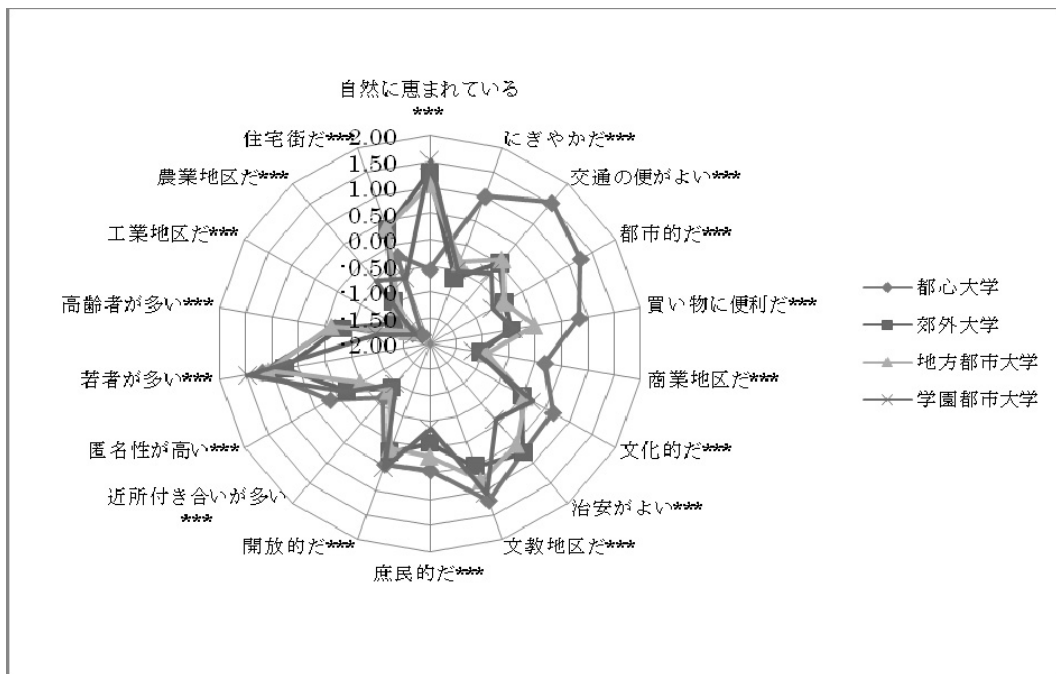 自然に恵まれている
***
にぎやかだ***
交通の便がよい***
都市的だ***
買い物に便利だ***
商業地区だ***
文化的だ***
治安がよい***
文教地区だ***
庶民的だ***
開放的だ***
近所付き合いが多い
***
匿名性が高い***
若者が多い***
高齢者が多い***
工業地区だ***
農業地区だ***
住宅街だ***
2.00
1.50
1.00
0.50
0.00
-0.50
-1.00
-1.50
-2.00
都心大学
郊外大学
地方都市大学
学園都市大学